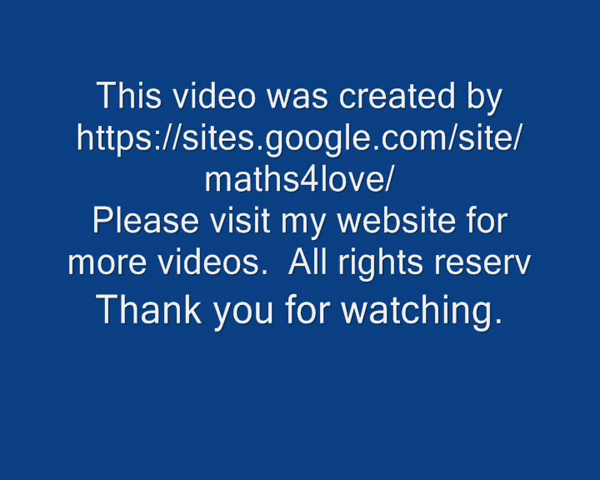 This video was created by
https://sites.google.com/site/
maths4love/
Please visit my website for
more videos.  All rights reserv
Thank you for watching.